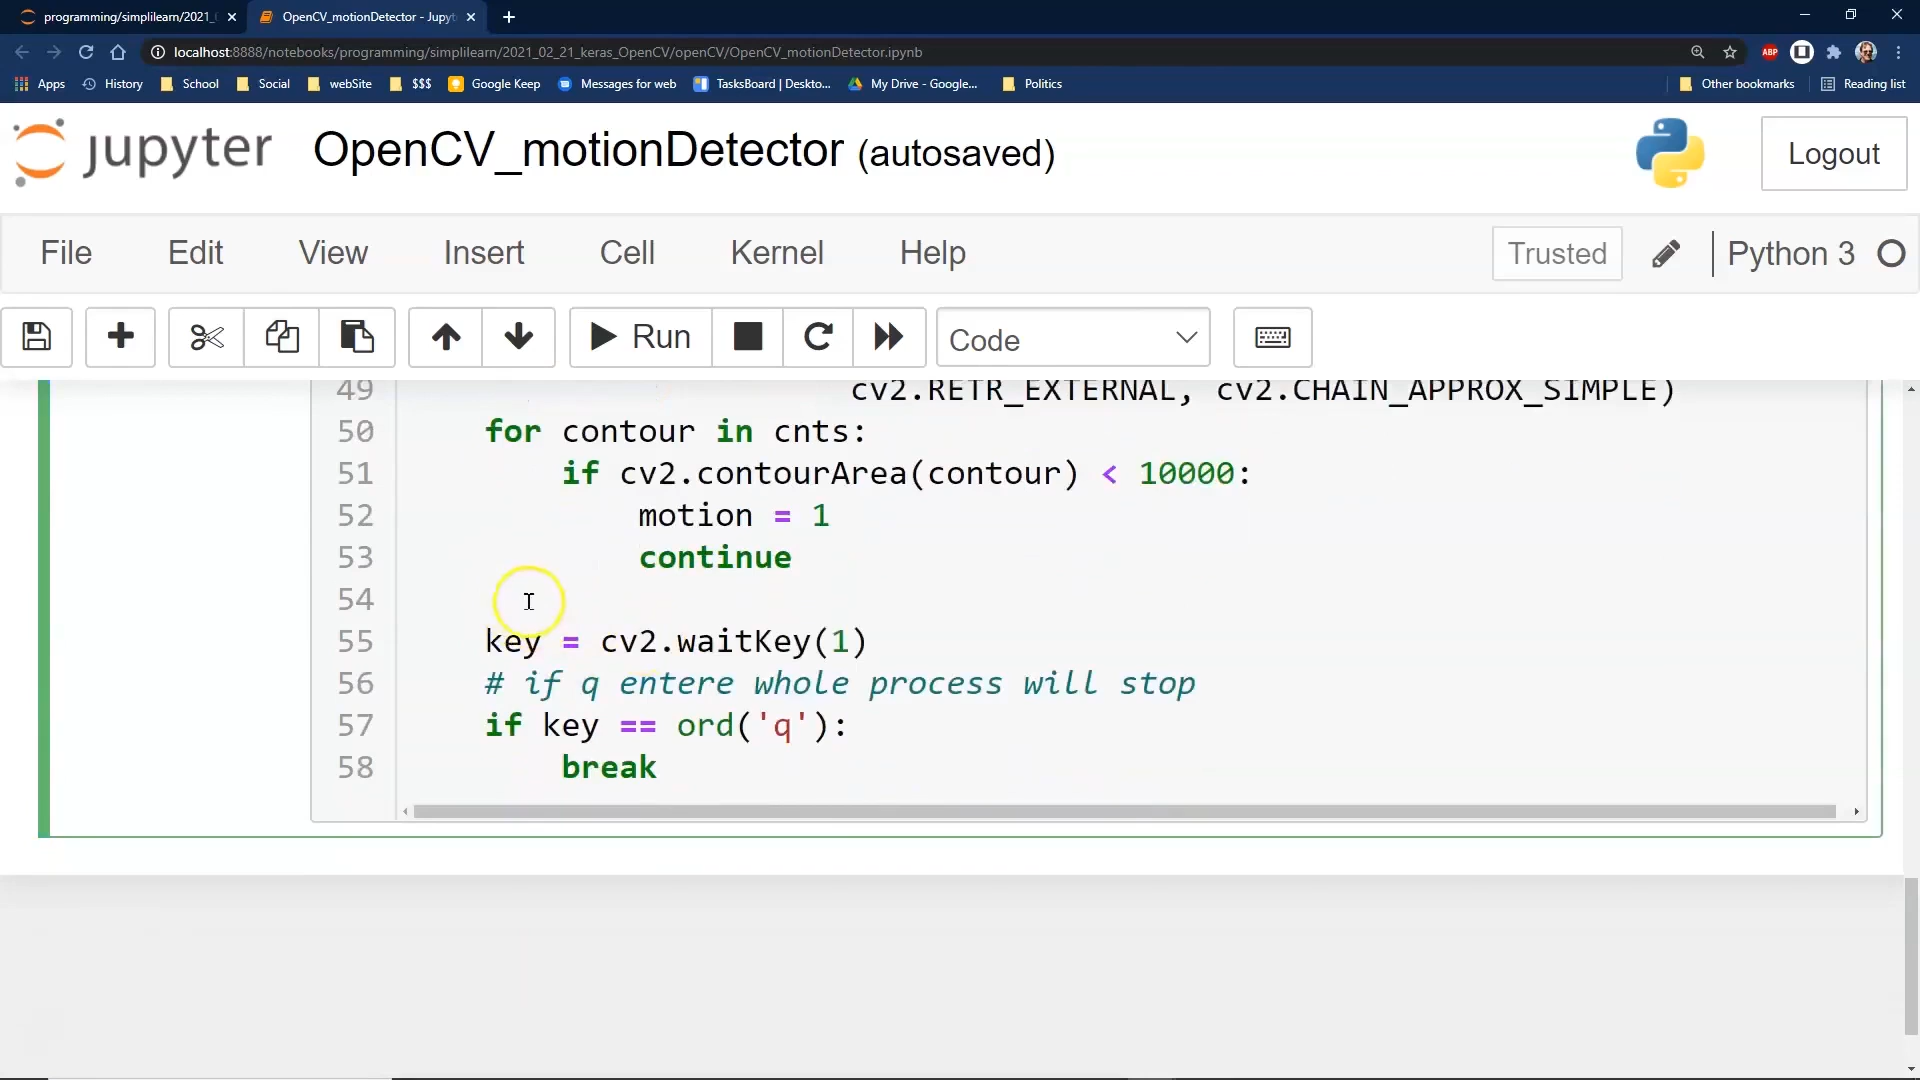 programming/simplilearn/2021_
OpenCV_motionDetector - Jupyt
localhost:8888/notebooks/programming/simplilearn/2021_02_21_keras_OpenCV/openCV/OpenCV_motionDetector.ipynb
ABP
Apps History School Social webSite $$$ Google Keep Messages for web TasksBoard | Deskto... My Drive - Google... Politics Other bookmarks Reading list
jupyter OpenCV_motionDetector (autosaved) Logout
File Edit View Insert Cell Kernel Help Trusted Python 3
Run Code
49 cv2.RETR_EXTERNAL, cv2.CHAIN_APPROX_SIMPLE)
50 for contour in cnts:
51 if cv2.contourArea(contour) < 10000:
52 motion = 1
53 continue
54
55 key = cv2.waitKey(1)
56 # if q entere whole process will stop
57 if key == ord('q'):
58 break